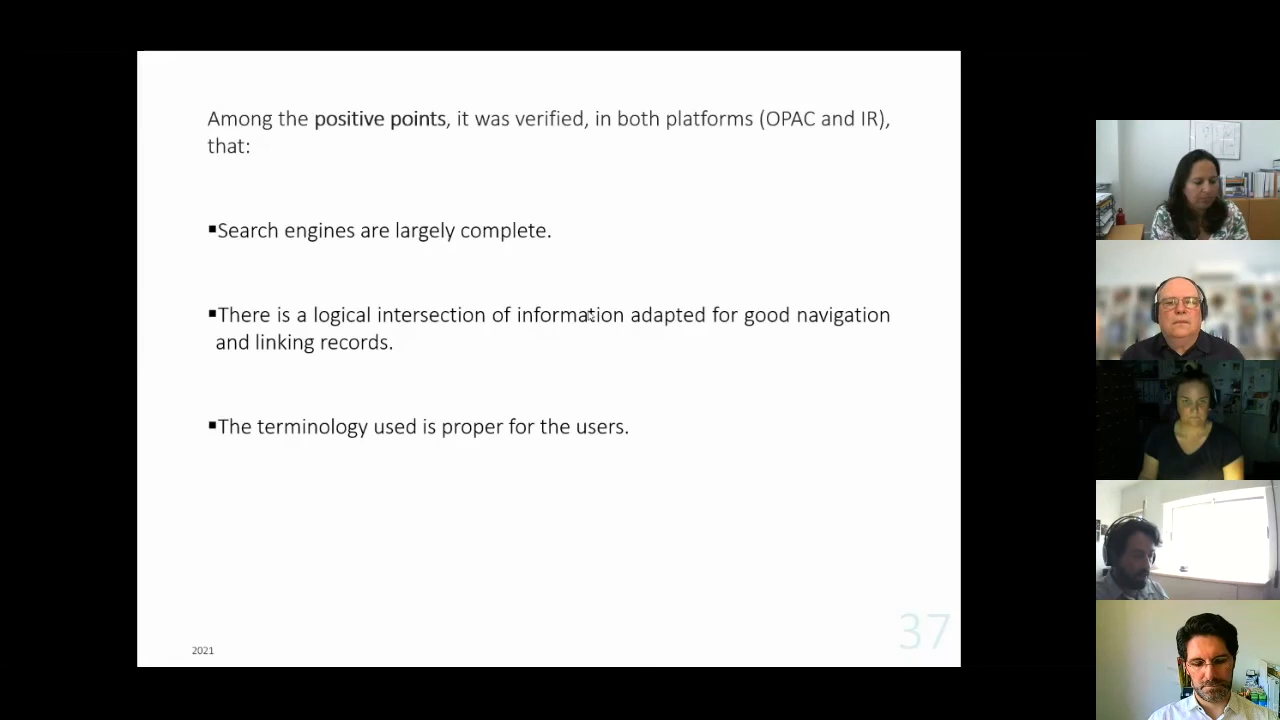 Among the positive points, it was verified, in both platforms (OPAC and IR),
that:
▪Search engines are largely complete.
▪There is a logical intersection of information adapted for good navigation
and linking records.
▪The terminology used is proper for the users.
37
2021